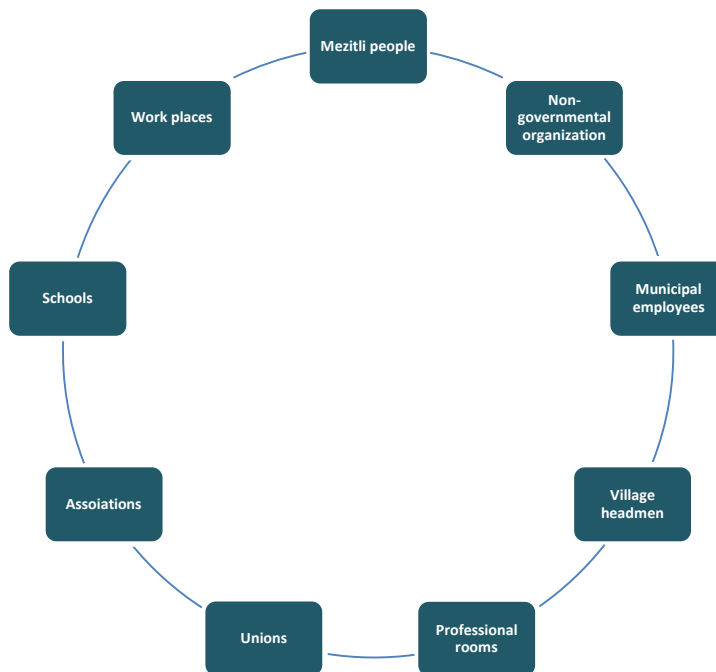 Mezitli people
Non-
governmental
organization
Municipal
employees
Village
headmen
Professional
rooms
Unions
Assoiations
Schools
Work places